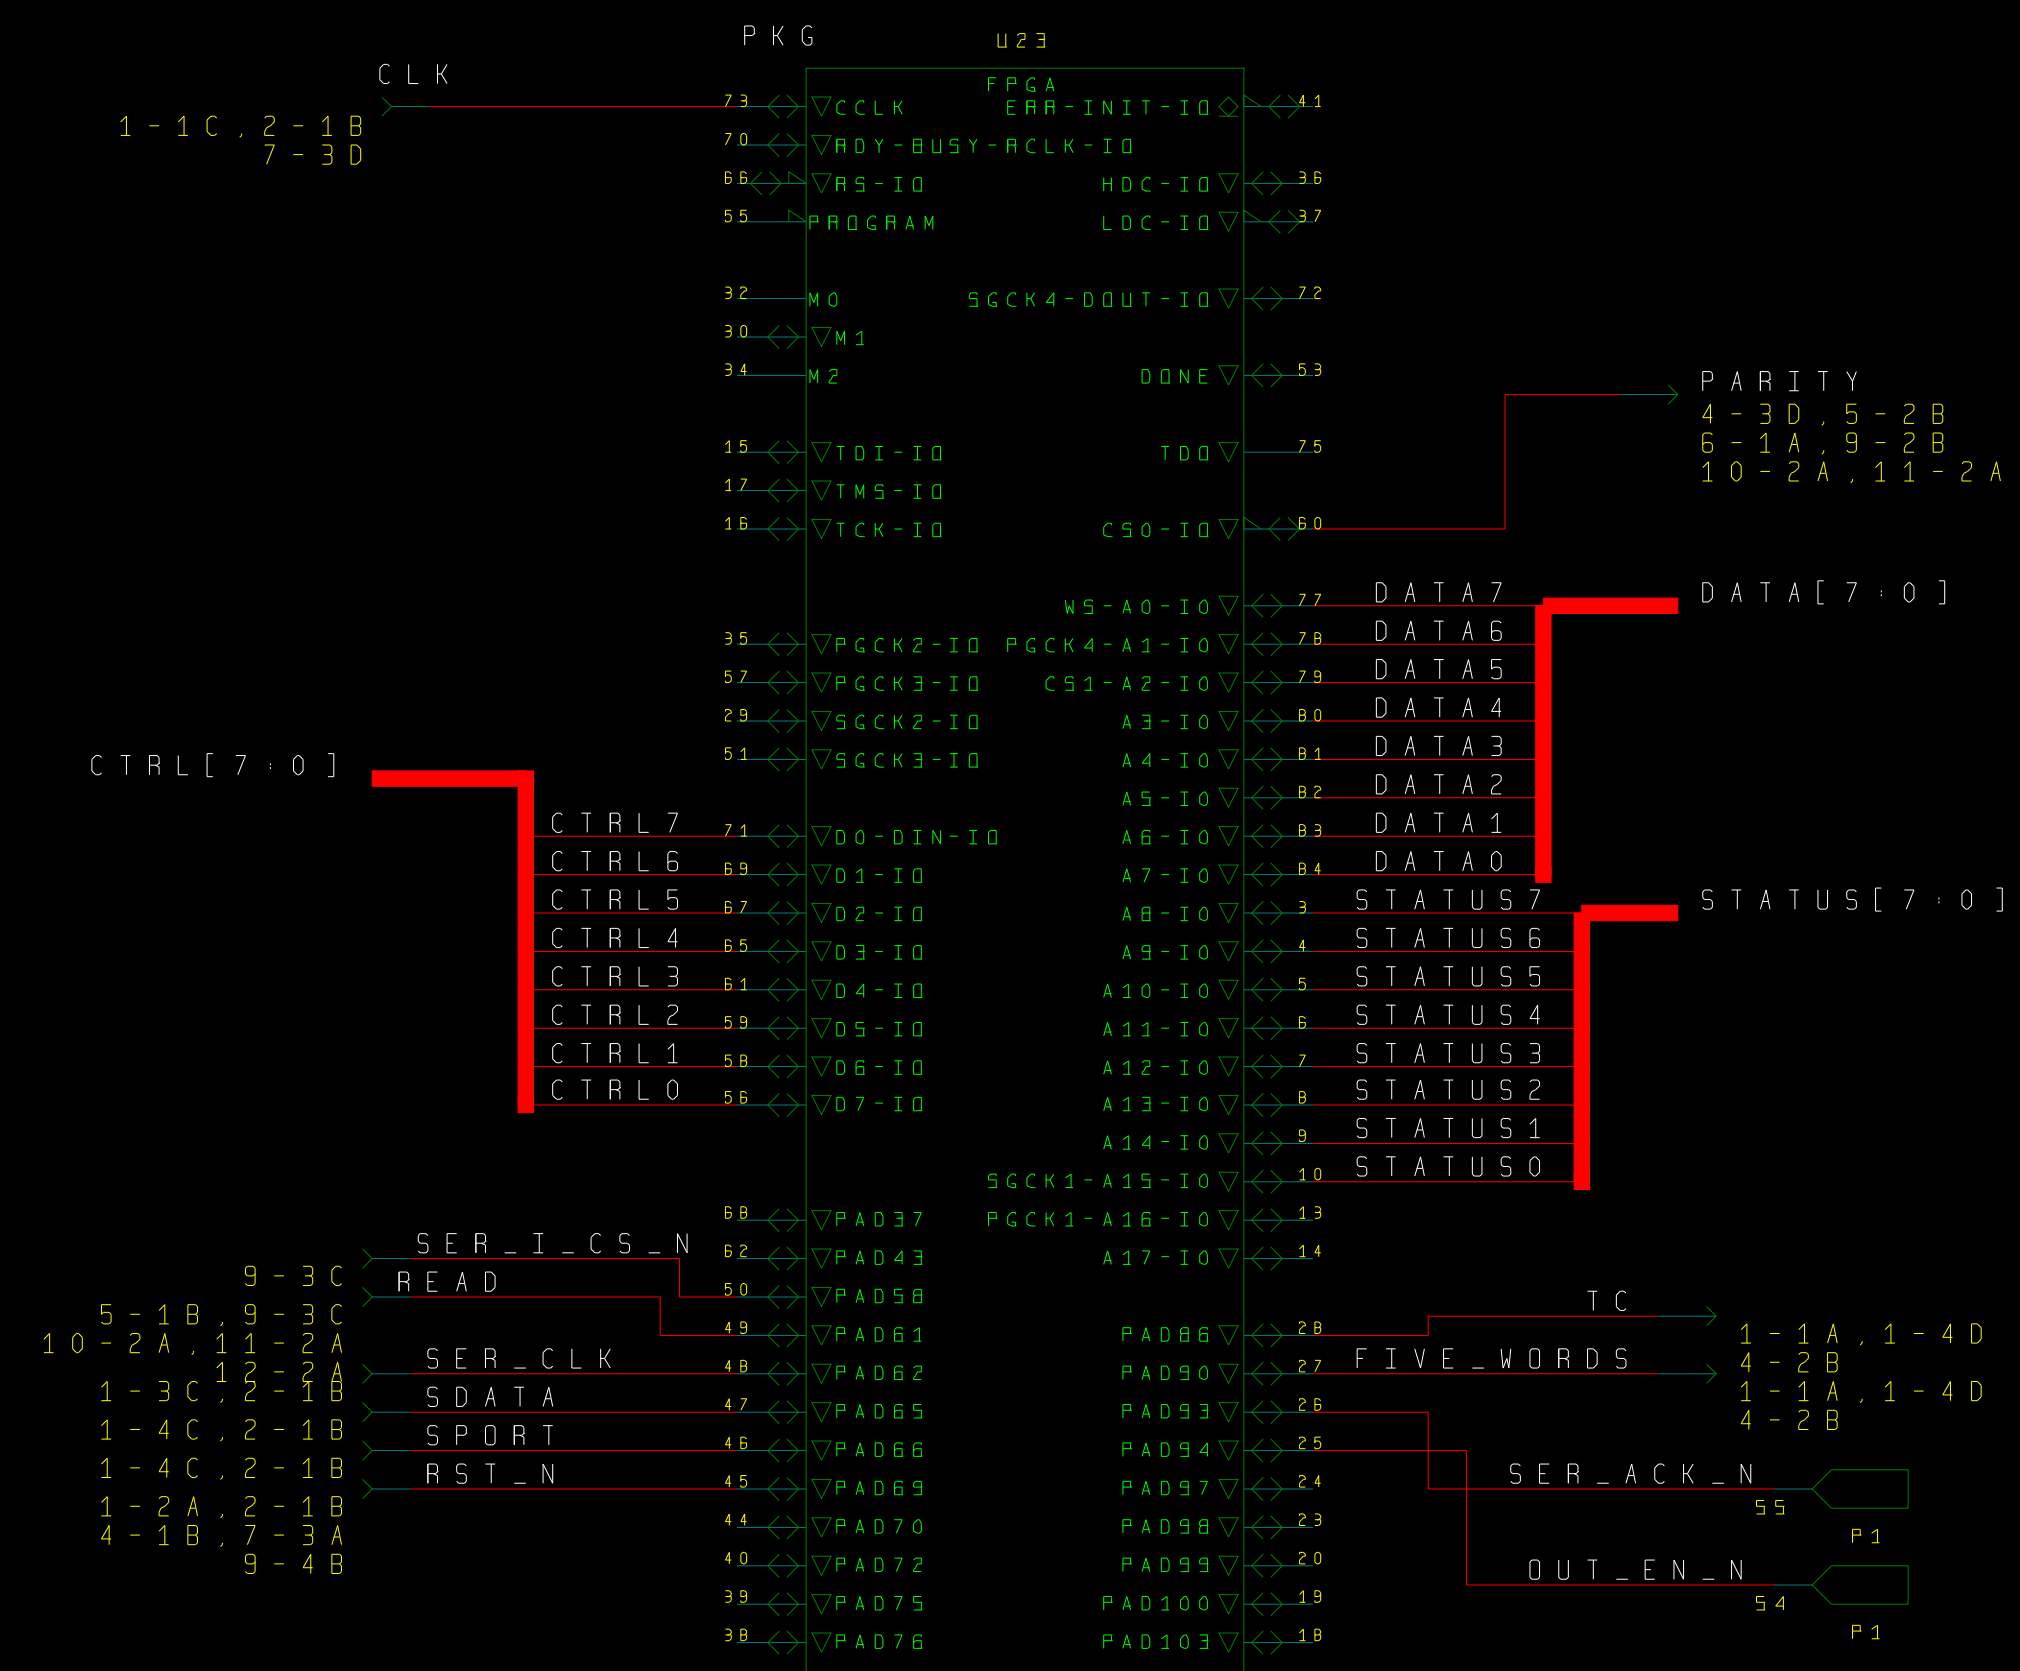 PKG
U23
CLK
FPGA
73 CCLK ERR-INIT-IO 41
1-1C,2-1B
7-3D
70 RDY-BUSY-RCLK-IO
66 RS-IO HDC-IO 36
55 PROGRAM LDC-IO 37
32 M0 SGCK4-DOUT-IO 72
30 M1
34 M2 DONE 53
PARITY
4-3D,5-2B
6-1A,9-2B
10-2A,11-2A
15 TDI-IO TDO 75
17 TMS-IO
16 TCK-IO CS0-IO 60
WS-A0-IO 77 DATA7 DATA[7:0]
35 PGCK2-IO PGCK4-A1-IO 78 DATA6
57 PGCK3-IO CS1-A2-IO 79 DATA5
29 SGCK2-IO A3-IO 80 DATA4
51 SGCK3-IO A4-IO 81 DATA3
CTRL[7:0]
A5-IO 82 DATA2
CTRL7 71 D0-DIN-IO A6-IO 83 DATA1
CTRL6 69 D1-IO A7-IO 84 DATA0
CTRL5 67 D2-IO A8-IO 3 STATUS7 STATUS[7:0]
CTRL4 65 D3-IO A9-IO 4 STATUS6
CTRL3 61 D4-IO A10-IO 5 STATUS5
CTRL2 59 D5-IO A11-IO 6 STATUS4
CTRL1 58 D6-IO A12-IO 7 STATUS3
CTRL0 56 D7-IO A13-IO 8 STATUS2
A14-IO 9 STATUS1
SGCK1-A15-IO 10 STATUS0
68 PAD37 PGCK1-A16-IO 13
SER_I_CS_N 62 PAD43 A17-IO 14
9-3C
READ 50 PAD58
TC
5-1B,9-3C
10-2A,11-2A
12-2A
49 PAD61 PAD86 28
1-1A,1-4D
4-2B
SER_CLK 48 PAD62 PAD90 27 FIVE_WORDS
1-3C,2-1B
1-1A,1-4D
4-2B
SDATA 47 PAD65 PAD93 26
1-4C,2-1B
SPORT 46 PAD66 PAD94 25
1-4C,2-1B
RST_N 45 PAD69 PAD97 24 SER_ACK_N
55
P1
1-2A,2-1B
4-1B,7-3A
9-4B
44 PAD70 PAD98 23
40 PAD72 PAD99 20 OUT_EN_N
54
P1
39 PAD75 PAD100 19
38 PAD76 PAD103 18